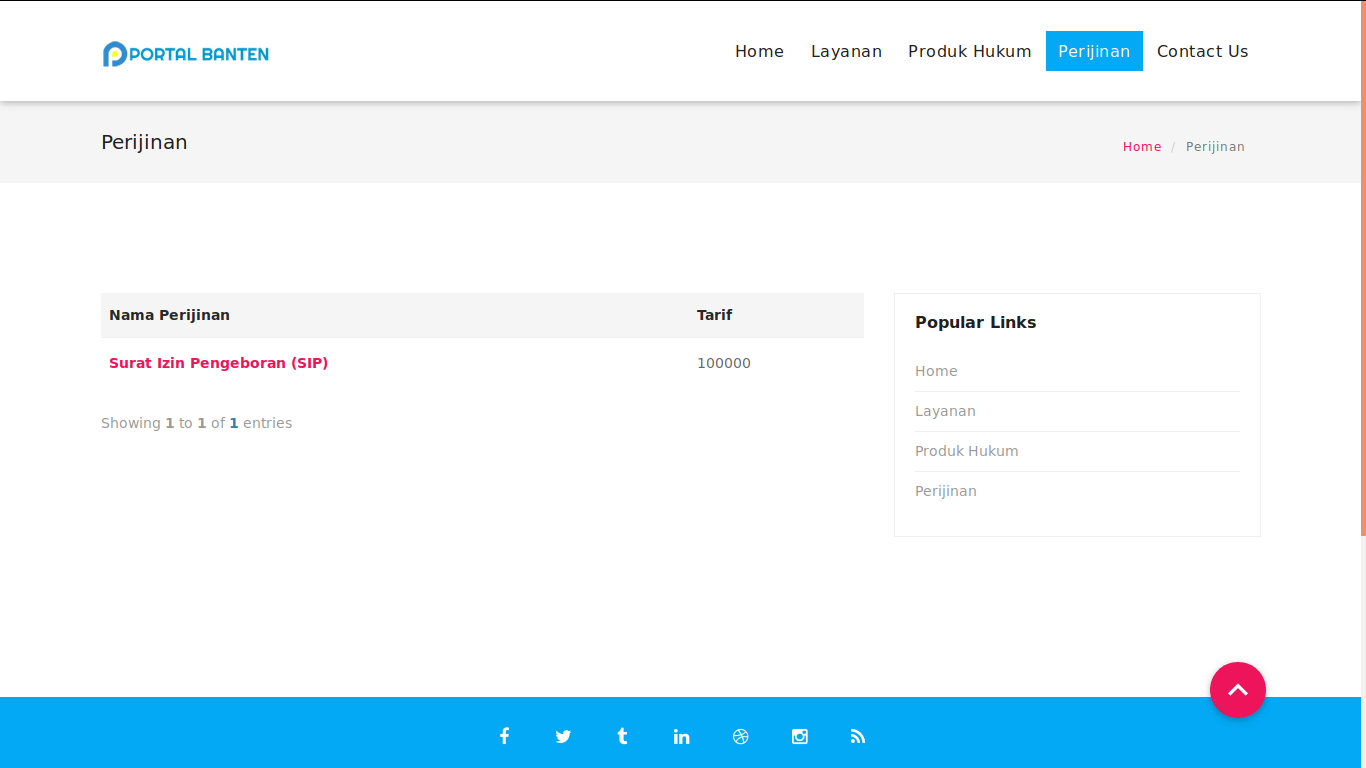 PORTAL BANTEN
Home Layanan Produk Hukum Perijinan Contact Us
Perijinan
Home / Perijinan
Nama Perijinan Tarif
Surat Izin Pengeboran (SIP) 100000
Showing 1 to 1 of 1 entries
Popular Links
Home
Layanan
Produk Hukum
Perijinan